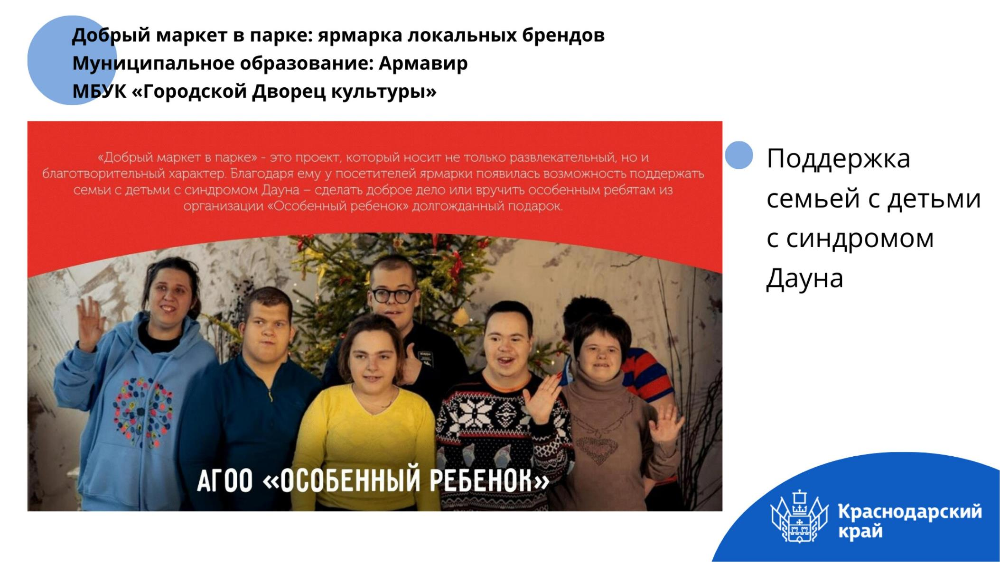 Добрый маркет в парке: ярмарка локальных брендов
Муниципальное образование: Армавир
МБУК «Городской Дворец культуры»
«Добрый маркет в парке» - это проект, который носит не только развлекательный, но и
благотворительный характер. Благодаря ему у посетителей ярмарки появилась возможность поддержать
семьи с детьми с синдромом Дауна – сделать доброе дело или вручить особенным ребятам из
организации «Особенный ребенок» долгожданный подарок.
АГОО «ОСОБЕННЫЙ РЕБЕНОК»
Поддержка
семьей с детьми
с синдромом
Дауна
Краснодарский
край